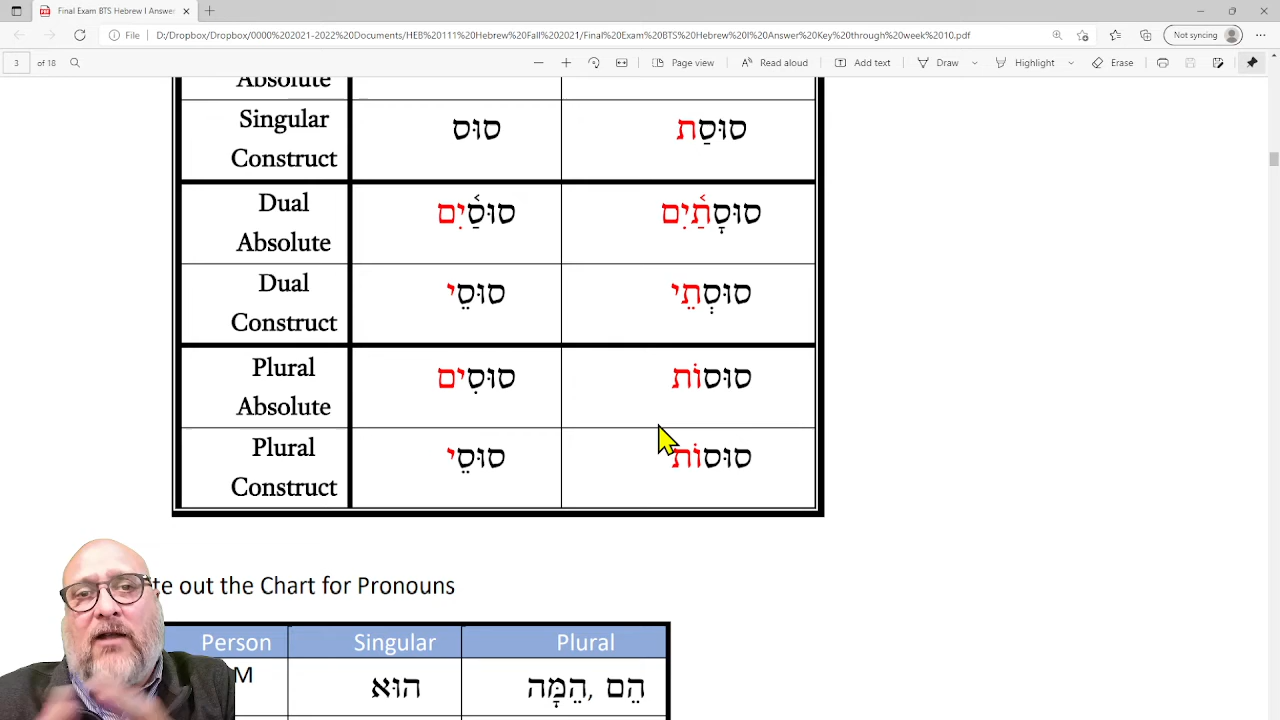 Final Exam BTS Hebrew I Answer
File D:/Dropbox/Dropbox/0000%202021-2022%20Documents/HEB%20111%20Hebrew%20Fall%202021/Final%20Exam%20BTS%20Hebrew%20I%20Answer%20Key%20through%20week%2010.pdf Not syncing
3 of 18 Page view Read aloud Add text Draw Highlight Erase
Absolute
Singular
Construct
סוּס
סוּסַת
Dual
Absolute
סוּסַ֫יִם
סוּסָתַ֫יִם
Dual
Construct
סוּסֵי
סוּסְתֵי
Plural
Absolute
סוּסִים
סוּסוֹת
Plural
Construct
סוּסֵי
סוּסוֹת
te out the Chart for Pronouns
Person Singular Plural
M הוּא הֵם, הֵמָּה